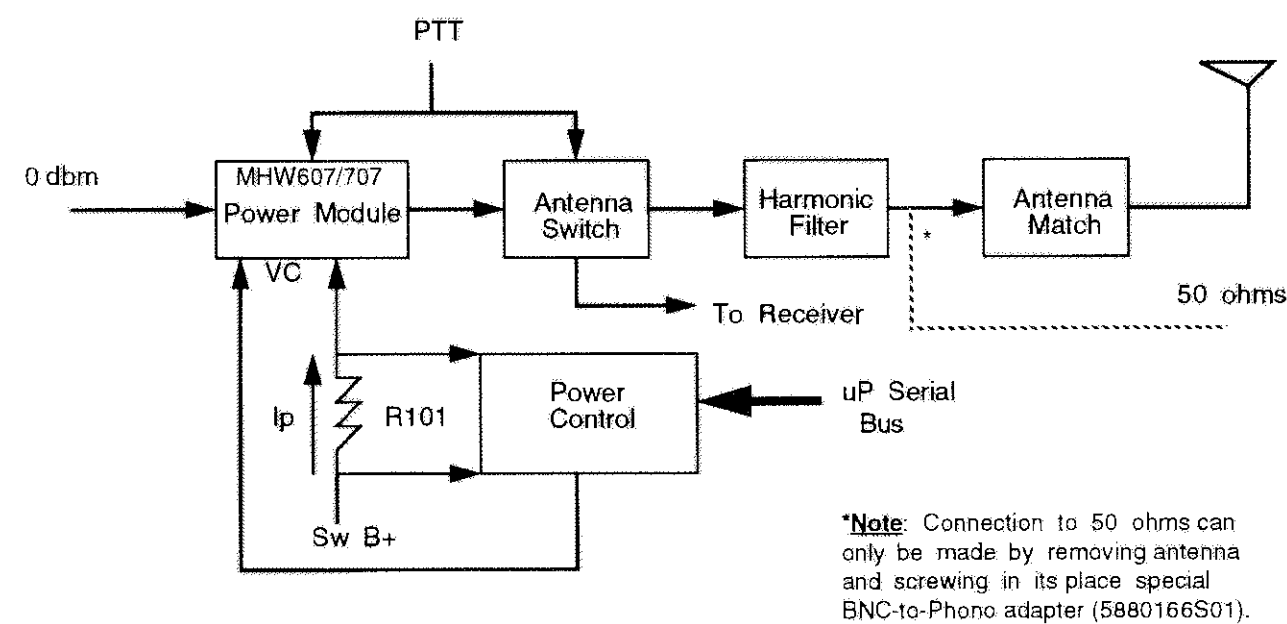 PTT
0 dbm
MHW607/707
Power Module
VC
Antenna
Switch
Harmonic
Filter
*
Antenna
Match
50 ohms
To Receiver
Ip
R101
Power
Control
uP Serial
Bus
Sw B+
*Note: Connection to 50 ohms can
only be made by removing antenna
and screwing in its place special
BNC-to-Phono adapter (5880166S01).